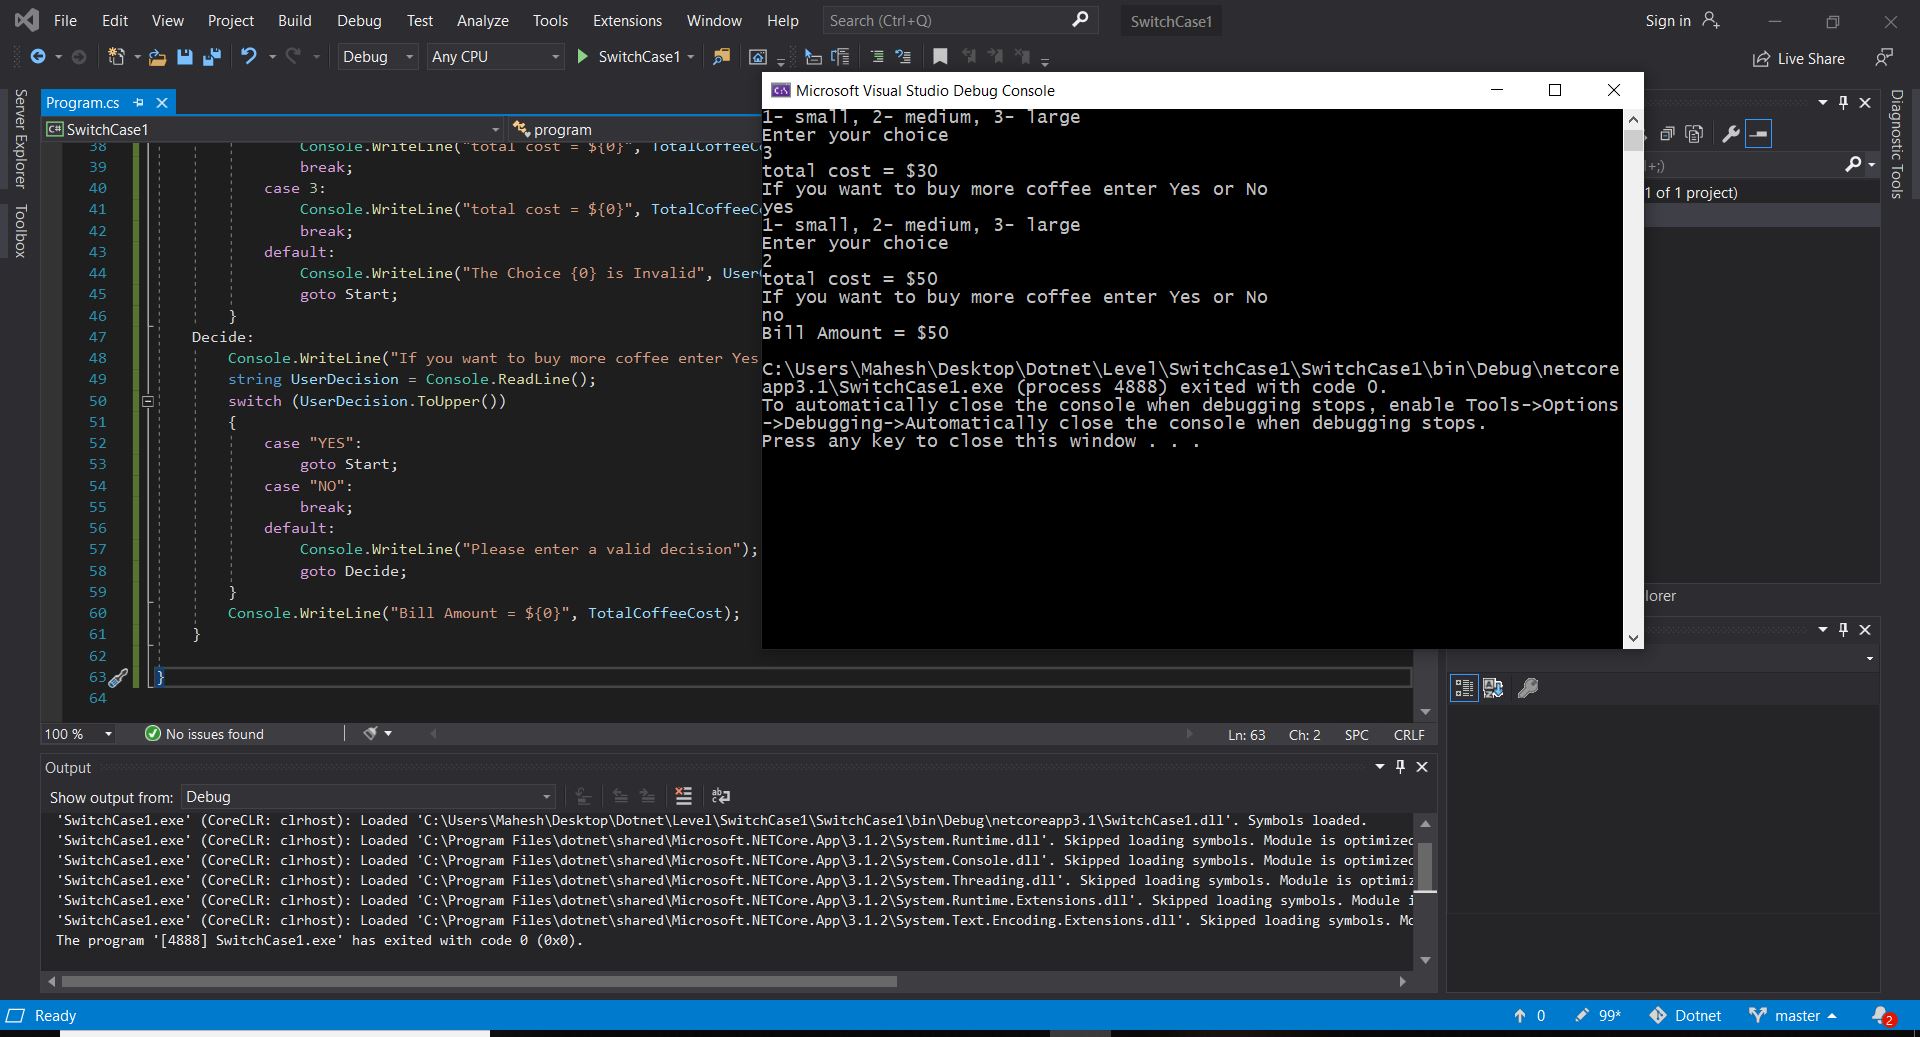 File Edit View Project Build Debug Test Analyze Tools Extensions Window Help Search (Ctrl+Q) SwitchCase1 Sign in
Debug Any CPU SwitchCase1 Live Share
Server Explorer
Toolbox
Program.cs
SwitchCase1 program
38 Console.WriteLine("total cost = ${0}", TotalCoffeeCo
39 break;
40 case 3:
41 Console.WriteLine("total cost = ${0}", TotalCoffeeCo
42 break;
43 default:
44 Console.WriteLine("The Choice {0} is Invalid", User
45 goto Start;
46 }
47 Decide:
48 Console.WriteLine("If you want to buy more coffee enter Yes
49 string UserDecision = Console.ReadLine();
50 switch (UserDecision.ToUpper())
51 {
52 case "YES":
53 goto Start;
54 case "NO":
55 break;
56 default:
57 Console.WriteLine("Please enter a valid decision");
58 goto Decide;
59 }
60 Console.WriteLine("Bill Amount = ${0}", TotalCoffeeCost);
61 }
62
63 }
64
100 % No issues found Ln: 63 Ch: 2 SPC CRLF
Microsoft Visual Studio Debug Console
1- small, 2- medium, 3- large
Enter your choice
3
total cost = $30
If you want to buy more coffee enter Yes or No
yes
1- small, 2- medium, 3- large
Enter your choice
2
total cost = $50
If you want to buy more coffee enter Yes or No
no
Bill Amount = $50
C:\Users\Mahesh\Desktop\Dotnet\Level\SwitchCase1\SwitchCase1\bin\Debug\netcore
app3.1\SwitchCase1.exe (process 4888) exited with code 0.
To automatically close the console when debugging stops, enable Tools->Options
->Debugging->Automatically close the console when debugging stops.
Press any key to close this window . . .
+;)
1 of 1 project)
lorer
Diagnostic Tools
Output
Show output from: Debug
'SwitchCase1.exe' (CoreCLR: clrhost): Loaded 'C:\Users\Mahesh\Desktop\Dotnet\Level\SwitchCase1\SwitchCase1\bin\Debug\netcoreapp3.1\SwitchCase1.dll'. Symbols loaded.
'SwitchCase1.exe' (CoreCLR: clrhost): Loaded 'C:\Program Files\dotnet\shared\Microsoft.NETCore.App\3.1.2\System.Runtime.dll'. Skipped loading symbols. Module is optimized
'SwitchCase1.exe' (CoreCLR: clrhost): Loaded 'C:\Program Files\dotnet\shared\Microsoft.NETCore.App\3.1.2\System.Console.dll'. Skipped loading symbols. Module is optimized
'SwitchCase1.exe' (CoreCLR: clrhost): Loaded 'C:\Program Files\dotnet\shared\Microsoft.NETCore.App\3.1.2\System.Threading.dll'. Skipped loading symbols. Module is optimiz
'SwitchCase1.exe' (CoreCLR: clrhost): Loaded 'C:\Program Files\dotnet\shared\Microsoft.NETCore.App\3.1.2\System.Runtime.Extensions.dll'. Skipped loading symbols. Module i
'SwitchCase1.exe' (CoreCLR: clrhost): Loaded 'C:\Program Files\dotnet\shared\Microsoft.NETCore.App\3.1.2\System.Text.Encoding.Extensions.dll'. Skipped loading symbols. Mo
The program '[4888] SwitchCase1.exe' has exited with code 0 (0x0).
Ready 0 99* Dotnet master 2